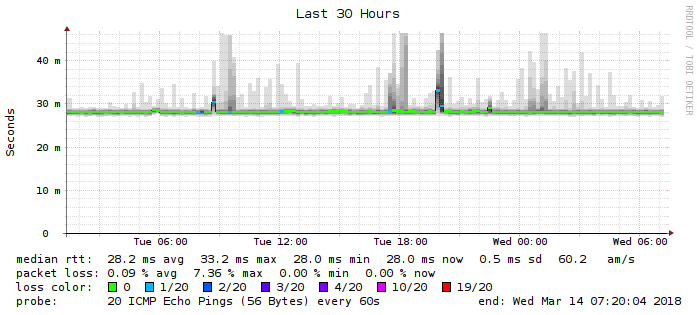 Last 30 Hours
RRDTOOL / TOBI OETIKER
Seconds
40 m
30 m
20 m
10 m
0
Tue 06:00 Tue 12:00 Tue 18:00 Wed 00:00 Wed 06:00
median rtt: 28.2 ms avg 33.2 ms max 28.0 ms min 28.0 ms now 0.5 ms sd 60.2 am/s
packet loss: 0.09 % avg 7.36 % max 0.00 % min 0.00 % now
loss color: 0 1/20 2/20 3/20 4/20 10/20 19/20
probe: 20 ICMP Echo Pings (56 Bytes) every 60s end: Wed Mar 14 07:20:04 2018